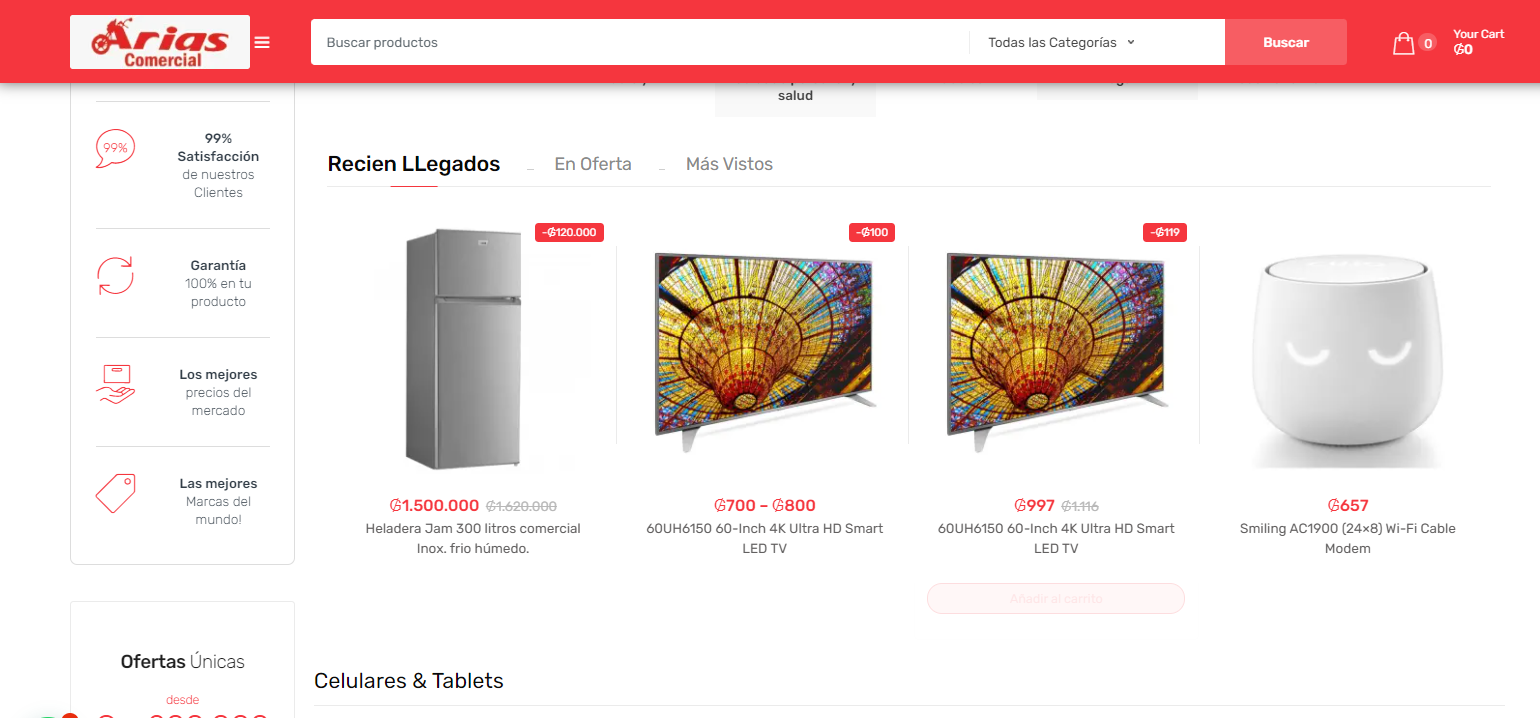 Arias
Comercial
Buscar productos
Todas las Categorías
Buscar
0
Your Cart
₲0
salud
99%
99%
Satisfacción
de nuestros
Clientes
Garantía
100% en tu
producto
Los mejores
precios del
mercado
Las mejores
Marcas del
mundo!
Ofertas Únicas
desde
Recien LLegados
En Oferta
Más Vistos
-₲120.000
₲1.500.000 ₲1.620.000
Heladera Jam 300 litros comercial
Inox. frio húmedo.
-₲100
₲700 – ₲800
60UH6150 60-Inch 4K Ultra HD Smart
LED TV
-₲119
₲997 ₲1.116
60UH6150 60-Inch 4K Ultra HD Smart
LED TV
Añadir al carrito
₲657
Smiling AC1900 (24×8) Wi-Fi Cable
Modem
Celulares & Tablets